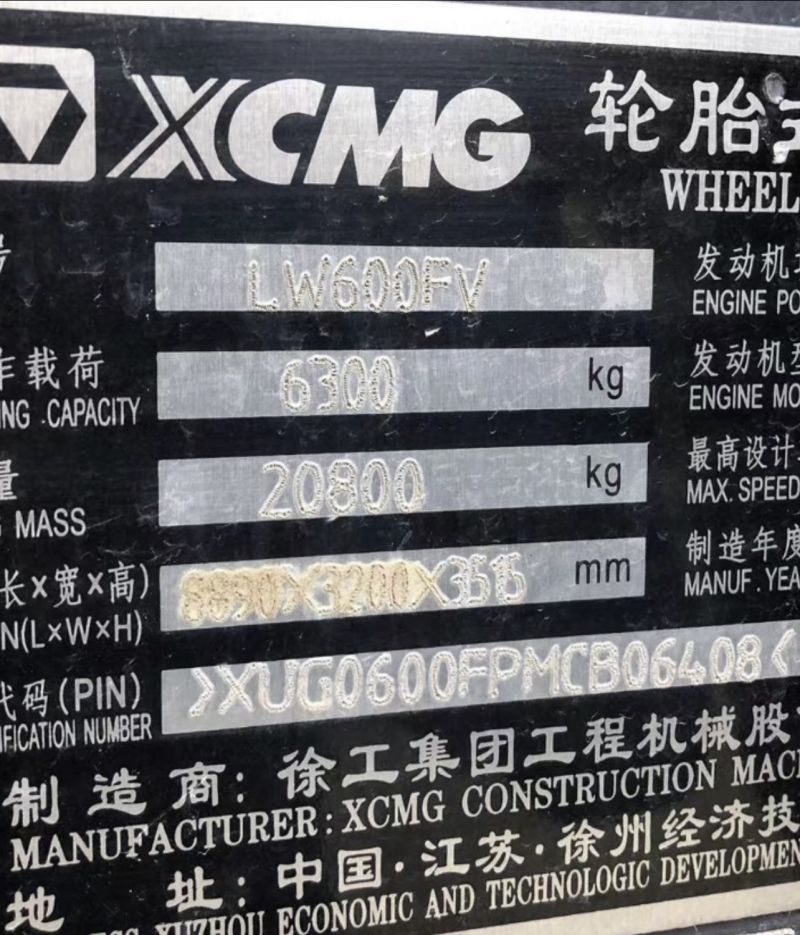 XCMG 轮胎
WHEEL
LW600FV 发动机
ENGINE PO
载荷 6300 kg 发动机型
ING .CAPACITY ENGINE MO
量 20800 kg 最高设计
MASS MAX. SPEED
长×宽×高) 8890×3200×3515 mm 制造年度
N(L×W×H) MANUF. YEA
代码(PIN) >XUG0600FPMCB06408<
IFICATION NUMBER
制造商:徐工集团工程机械股
MANUFACTURER: XCMG CONSTRUCTION MAC
地 址:中国·江苏·徐州经济技
XUZHOU ECONOMIC AND TECHNOLOGIC DEVELOPMEN